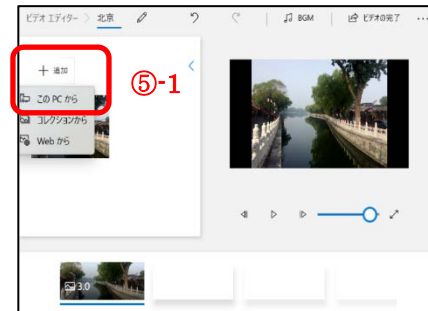 ビデオ エディター 〉 北京
BGM
ビデオの完了 …
+ 追加
⑤-1
この PC から
コレクションから
Web から
3.0